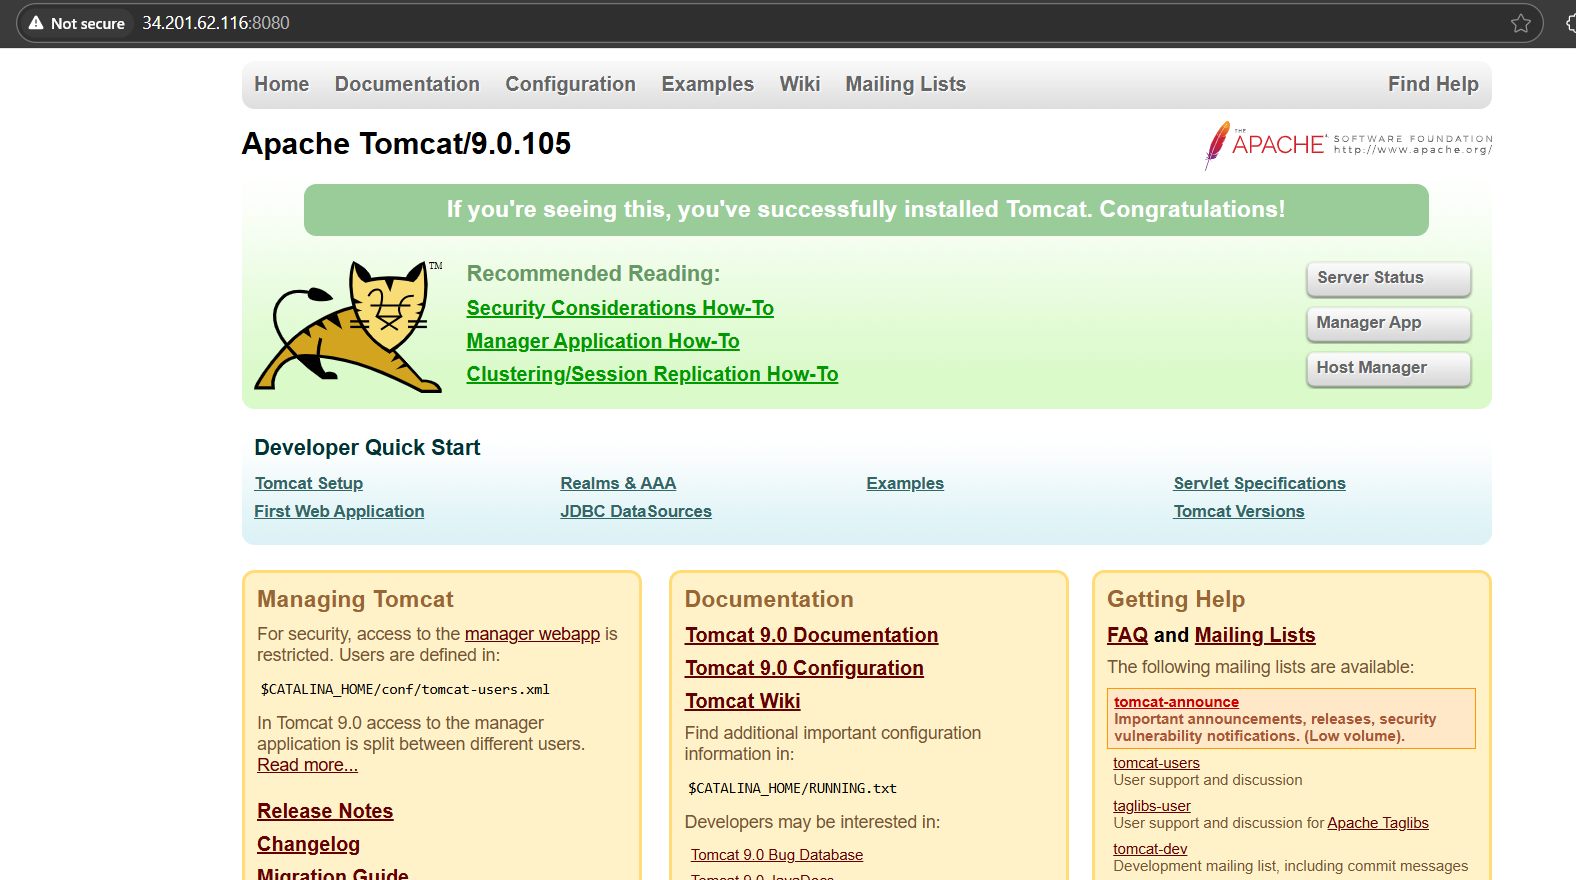 Not secure 34.201.62.116:8080
Home Documentation Configuration Examples Wiki Mailing Lists Find Help
Apache Tomcat/9.0.105
THE APACHE SOFTWARE FOUNDATION
http://www.apache.org/
If you're seeing this, you've successfully installed Tomcat. Congratulations!
TM
Recommended Reading:
Security Considerations How-To
Manager Application How-To
Clustering/Session Replication How-To
Server Status
Manager App
Host Manager
Developer Quick Start
Tomcat Setup
First Web Application
Realms & AAA
JDBC DataSources
Examples
Servlet Specifications
Tomcat Versions
Managing Tomcat
For security, access to the manager webapp is
restricted. Users are defined in:
$CATALINA_HOME/conf/tomcat-users.xml
In Tomcat 9.0 access to the manager
application is split between different users.
Read more...
Release Notes
Changelog
Migration Guide
Documentation
Tomcat 9.0 Documentation
Tomcat 9.0 Configuration
Tomcat Wiki
Find additional important configuration
information in:
$CATALINA_HOME/RUNNING.txt
Developers may be interested in:
Tomcat 9.0 Bug Database
Tomcat 9.0 JavaDocs
Getting Help
FAQ and Mailing Lists
The following mailing lists are available:
tomcat-announce
Important announcements, releases, security
vulnerability notifications. (Low volume).
tomcat-users
User support and discussion
taglibs-user
User support and discussion for Apache Taglibs
tomcat-dev
Development mailing list, including commit messages